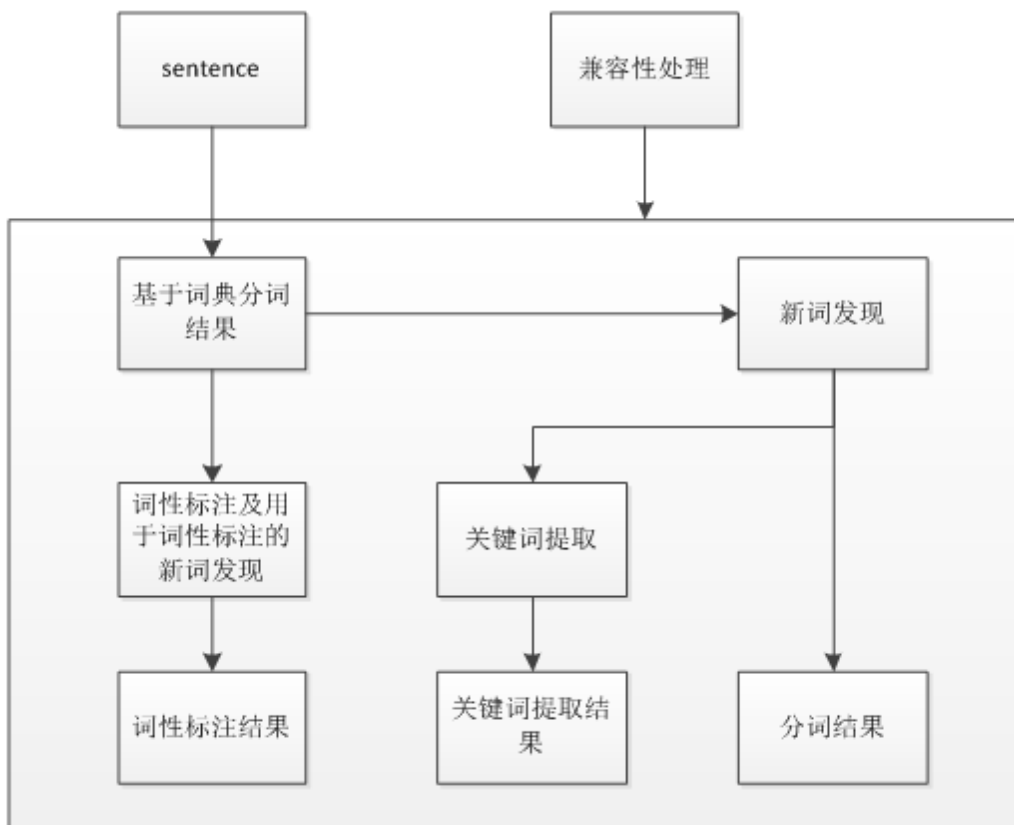 sentence
兼容性处理
基于词典分词
结果
新词发现
词性标注及用
于词性标注的
新词发现
关键词提取
词性标注结果
关键词提取结
果
分词结果